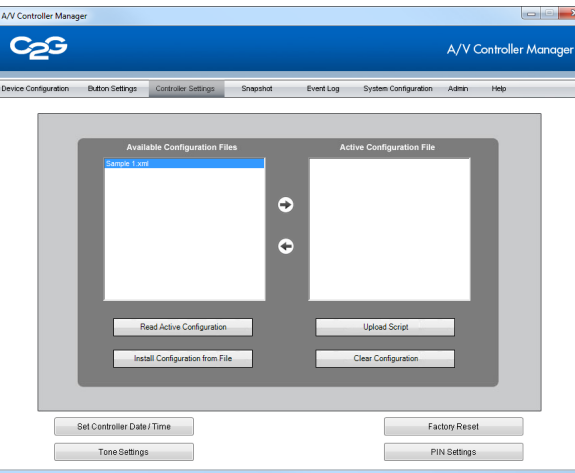 A/V Controller Manager
C2G
A/V Controller Manager
Device Configuration Button Settings Controller Settings Snapshot Event Log System Configuration Admin Help
Available Configuration Files Active Configuration File
Sample 1.xml
Read Active Configuration Upload Script
Install Configuration from File Clear Configuration
Set Controller Date / Time Factory Reset
Tone Settings PIN Settings